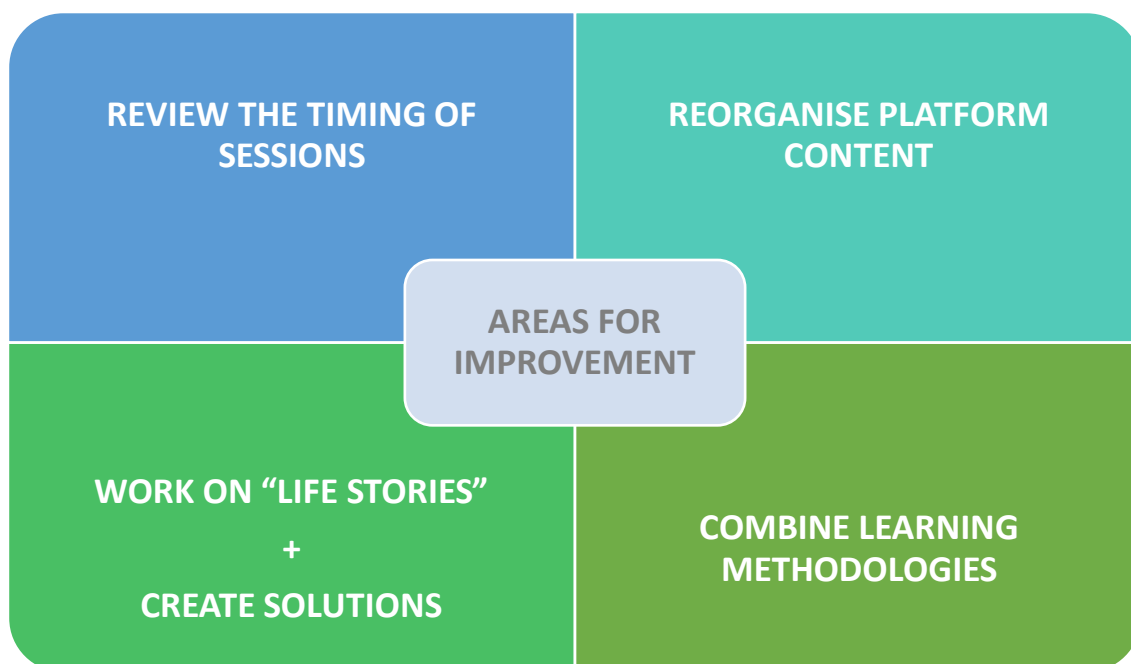 REVIEW THE TIMING OF
SESSIONS
REORGANISE PLATFORM
CONTENT
AREAS FOR
IMPROVEMENT
WORK ON “LIFE STORIES”
+
CREATE SOLUTIONS
COMBINE LEARNING
METHODOLOGIES